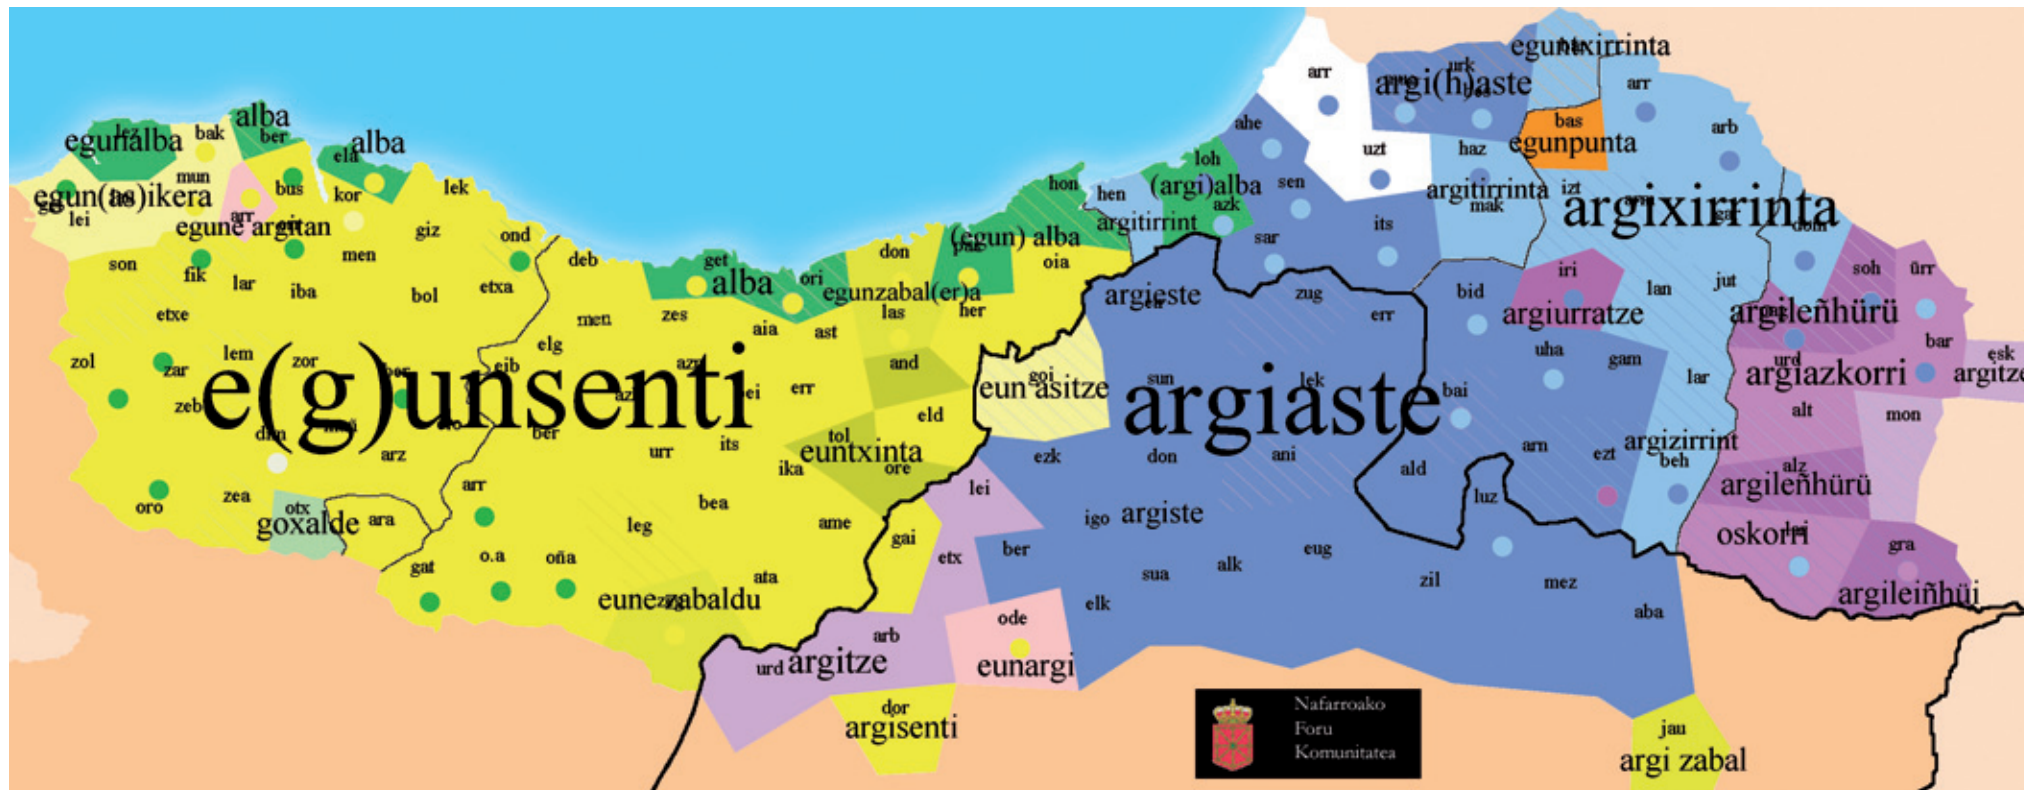 eguntxirrinta
arr
urk
argi(h)aste
arr
alba
ber
lez
egunalba
bak
alba
ela
ahe
arb
bas
egunpunta
uzt
haz
loh
(argi)alba
azk
sen
argitirrinta
mak
izt
argixirrinta
mun
bus
kor
lek
hon
hen
egun(as)ikera
lei
arr
egune argitan
giz
ond
argitirrint
sar
its
(egun) alba
don
oia
men
son
fik
lar
iba
bol
etxa
deb
get
alba
ori
egunzabal(er)a
las
her
argieste
zug
err
bid
iri
argiurratze
lan
jut
soh
ürr
argileñhürü
etxe
men
zes
aia
ast
elg
zol
zar
lem
zor
eib
and
err
e(g)unsenti
goi
eun asitze
sun
argiaste
lek
bai
uha
gam
lar
urd
argiazkorri
bar
esk
argitze
zeb
ber
eld
alt
mon
arz
urr
its
tol
euntxinta
ika
ore
ezk
don
ani
ald
arn
ezt
argizirrint
beh
alz
argileñhürü
oro
zea
otx
goxalde
ara
arr
leg
bea
ame
gai
lei
igo
argiste
luz
oskorri
gra
gat
o.a
oña
ata
etx
ber
sua
alk
eug
zil
mez
argileiñhüi
eune zabaldu
elk
aba
arb
ode
urd
argitze
eunargi
dor
argisenti
jau
argi zabal
Nafarroako
Foru
Komunitatea